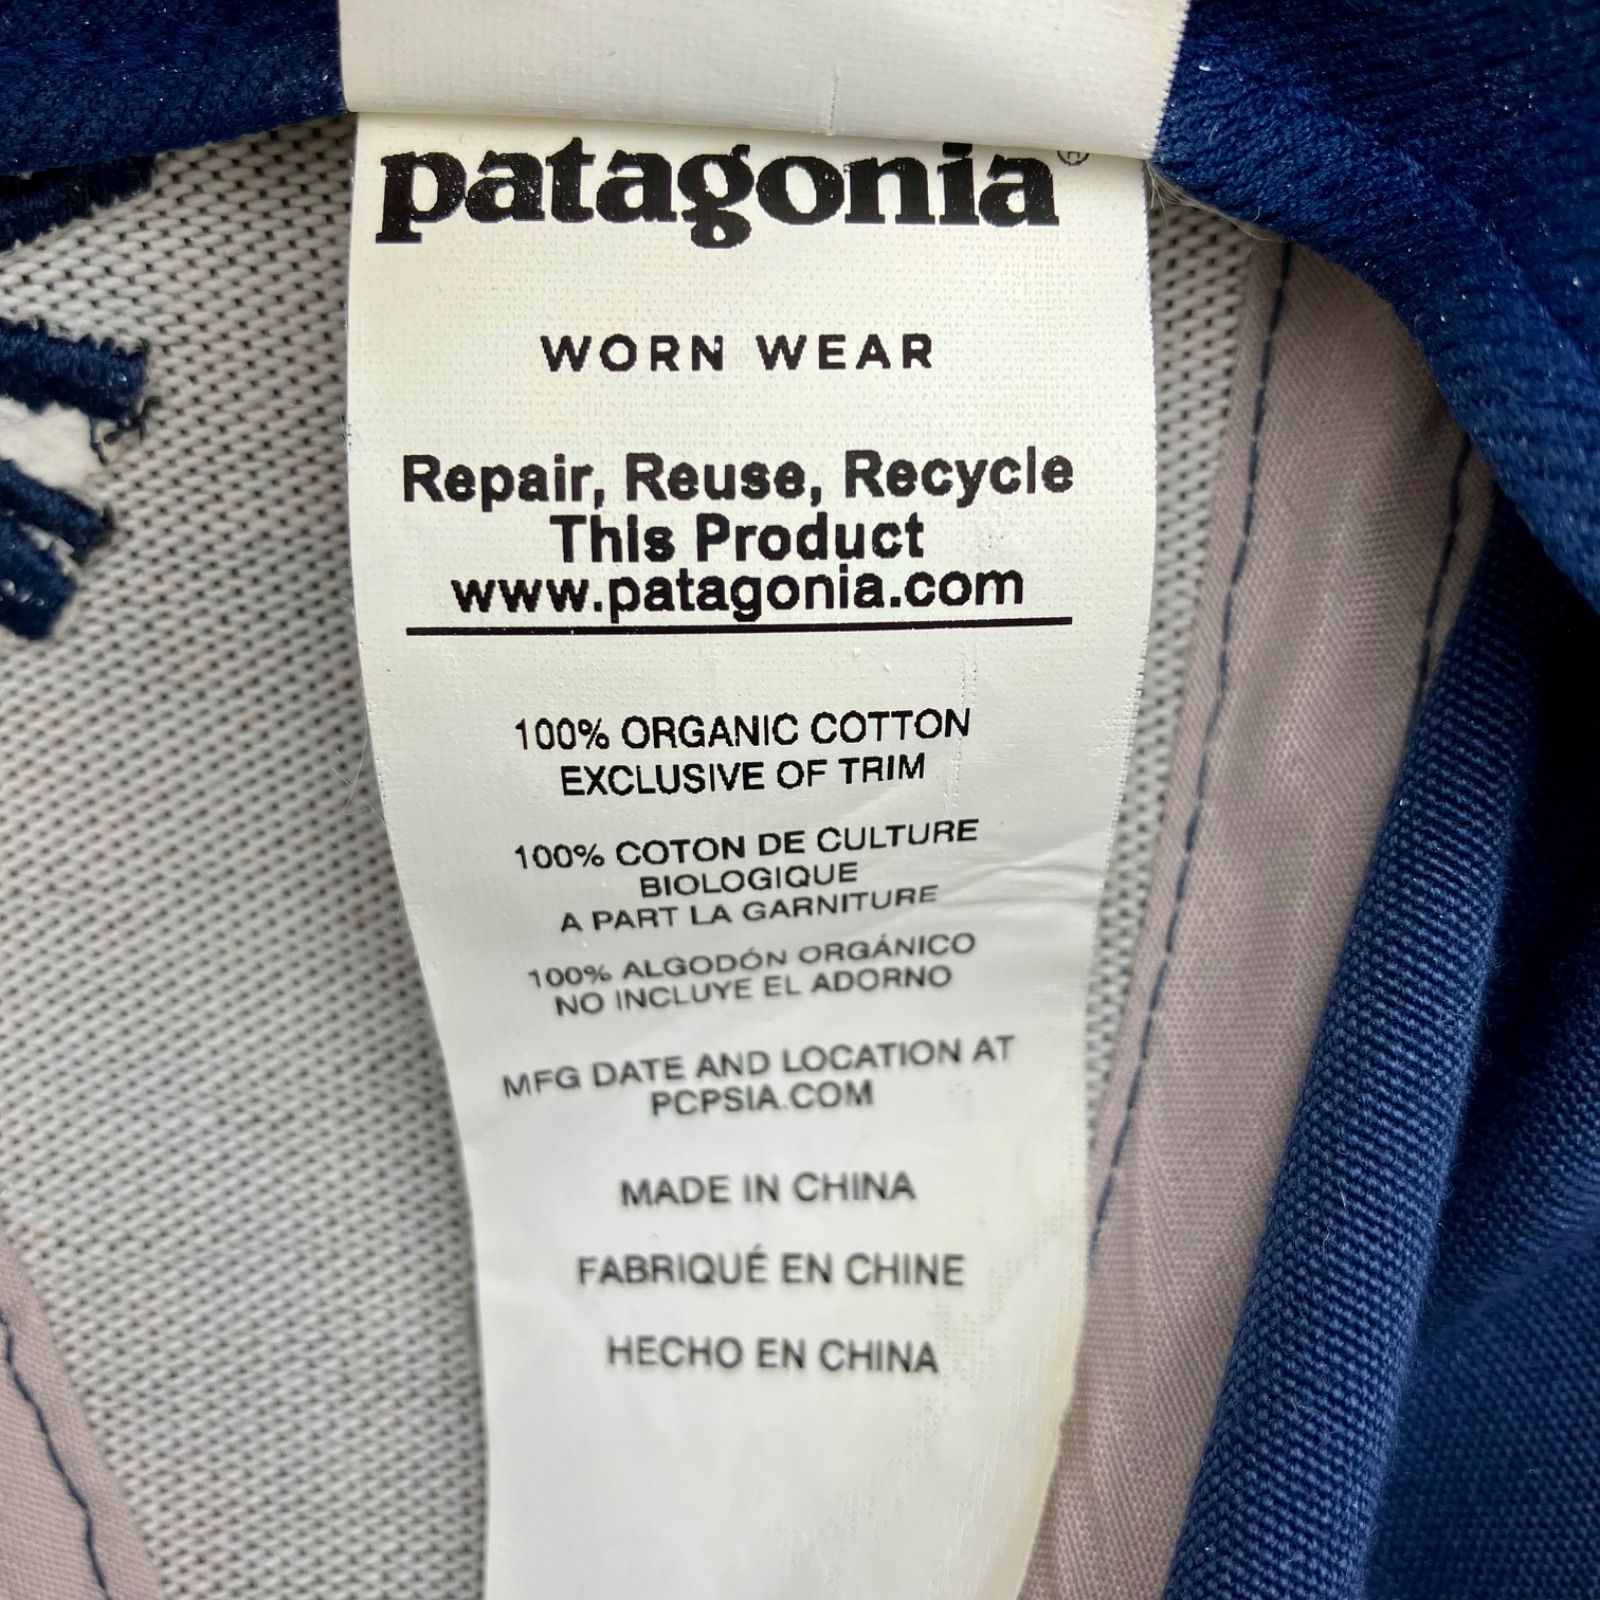 patagonia®
WORN WEAR
Repair, Reuse, Recycle
This Product
www.patagonia.com
100% ORGANIC COTTON
EXCLUSIVE OF TRIM
100% COTON DE CULTURE
BIOLOGIQUE
A PART LA GARNITURE
100% ALGODÓN ORGÁNICO
NO INCLUYE EL ADORNO
MFG DATE AND LOCATION AT
PCPSIA.COM
MADE IN CHINA
FABRIQUÉ EN CHINE
HECHO EN CHINA